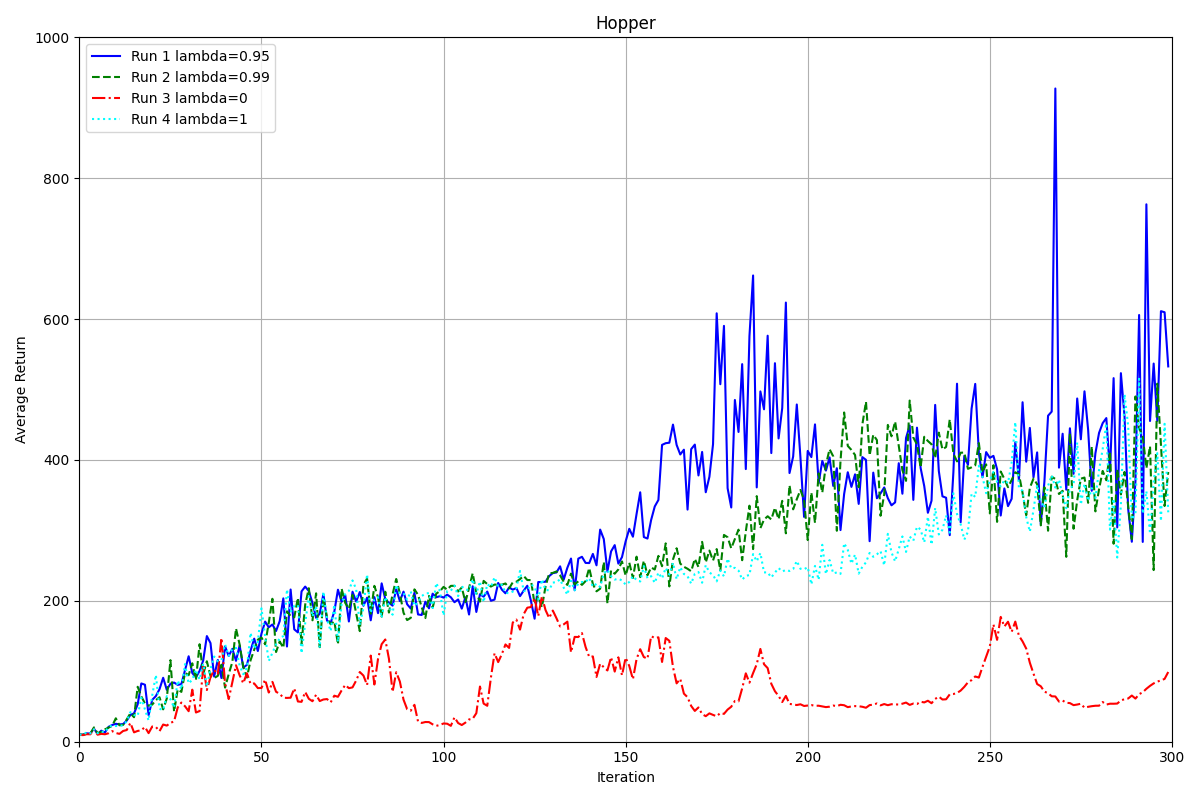 Hopper
1000
800
600
400
200
0
Average Return
Run 1 lambda=0.95
Run 2 lambda=0.99
Run 3 lambda=0
Run 4 lambda=1
0
50
100
150
200
250
300
Iteration